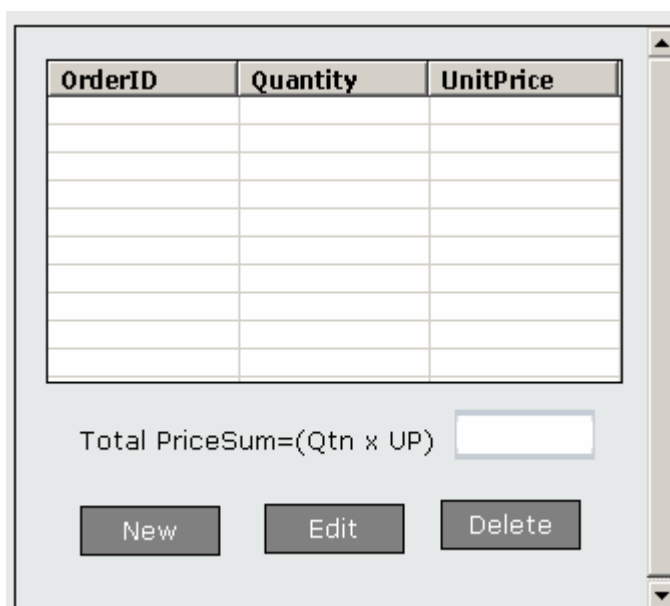 OrderID Quantity UnitPrice
Total PriceSum=(Qtn x UP)
New Edit Delete